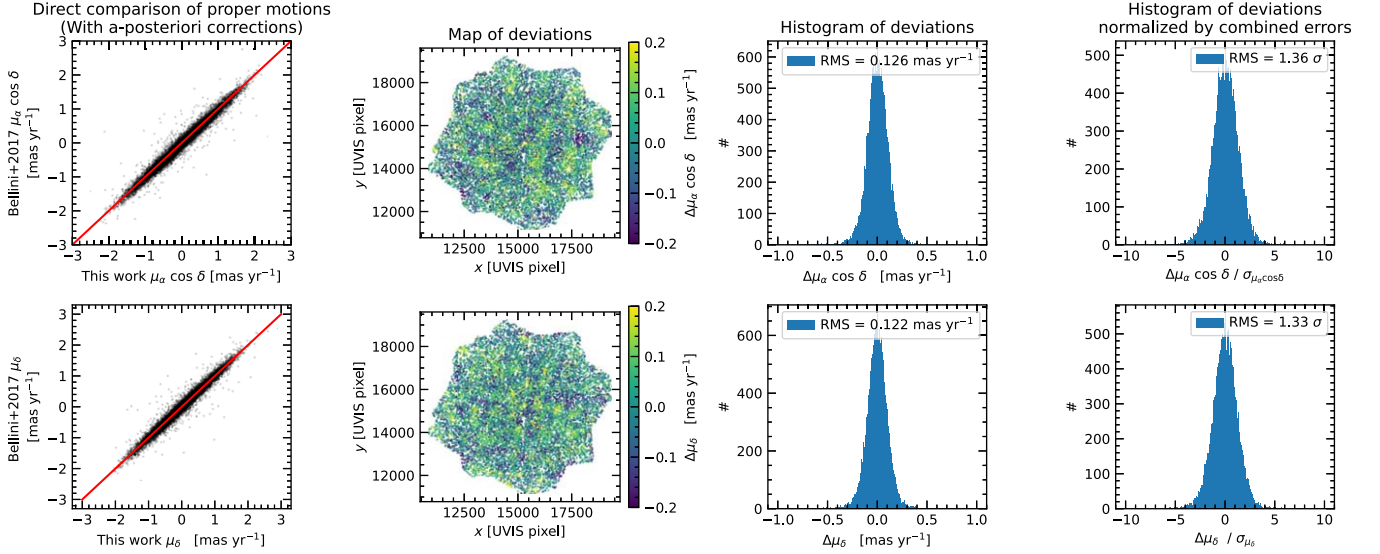 Direct comparison of proper motions
(With a-posteriori corrections)
3
2
1
0
−1
−2
−3
−3 −2 −1 0 1 2 3
Bellini+2017 μα cos δ
[mas yr⁻¹]
This work μα cos δ [mas yr⁻¹]
Map of deviations
18000
16000
14000
12000
12500 15000 17500
y [UVIS pixel]
x [UVIS pixel]
0.2
0.1
0.0
−0.1
−0.2
Δμα cos δ [mas yr⁻¹]
Histogram of deviations
RMS = 0.126 mas yr⁻¹
600
500
400
300
200
100
0
#
−1.0 −0.5 0.0 0.5 1.0
Δμα cos δ [mas yr⁻¹]
Histogram of deviations
normalized by combined errors
RMS = 1.36 σ
500
400
300
200
100
0
#
−10 −5 0 5 10
Δμα cos δ / σμαcosδ
3
2
1
0
−1
−2
−3
−3 −2 −1 0 1 2 3
Bellini+2017 μδ
[mas yr⁻¹]
This work μδ [mas yr⁻¹]
18000
16000
14000
12000
12500 15000 17500
y [UVIS pixel]
x [UVIS pixel]
0.2
0.1
0.0
−0.1
−0.2
Δμδ [mas yr⁻¹]
RMS = 0.122 mas yr⁻¹
600
400
200
0
#
−1.0 −0.5 0.0 0.5 1.0
Δμδ [mas yr⁻¹]
RMS = 1.33 σ
500
400
300
200
100
0
#
−10 −5 0 5 10
Δμδ / σμδ